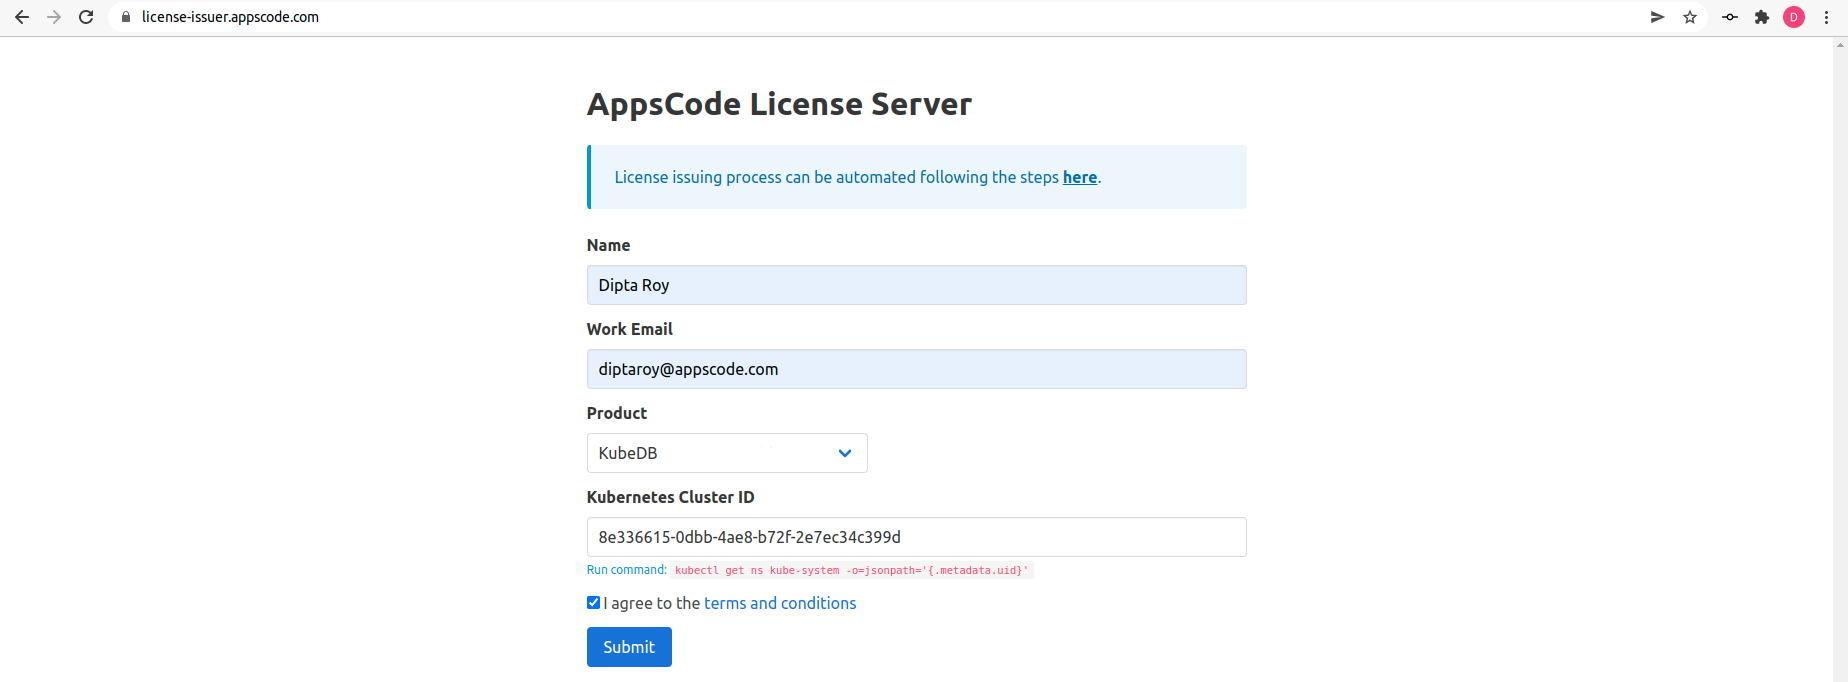 license-issuer.appscode.com
D
AppsCode License Server
License issuing process can be automated following the steps here.
Name
Dipta Roy
Work Email
diptaroy@appscode.com
Product
KubeDB
Kubernetes Cluster ID
8e336615-0dbb-4ae8-b72f-2e7ec34c399d
Run command: kubectl get ns kube-system -o=jsonpath='{.metadata.uid}'
I agree to the terms and conditions
Submit